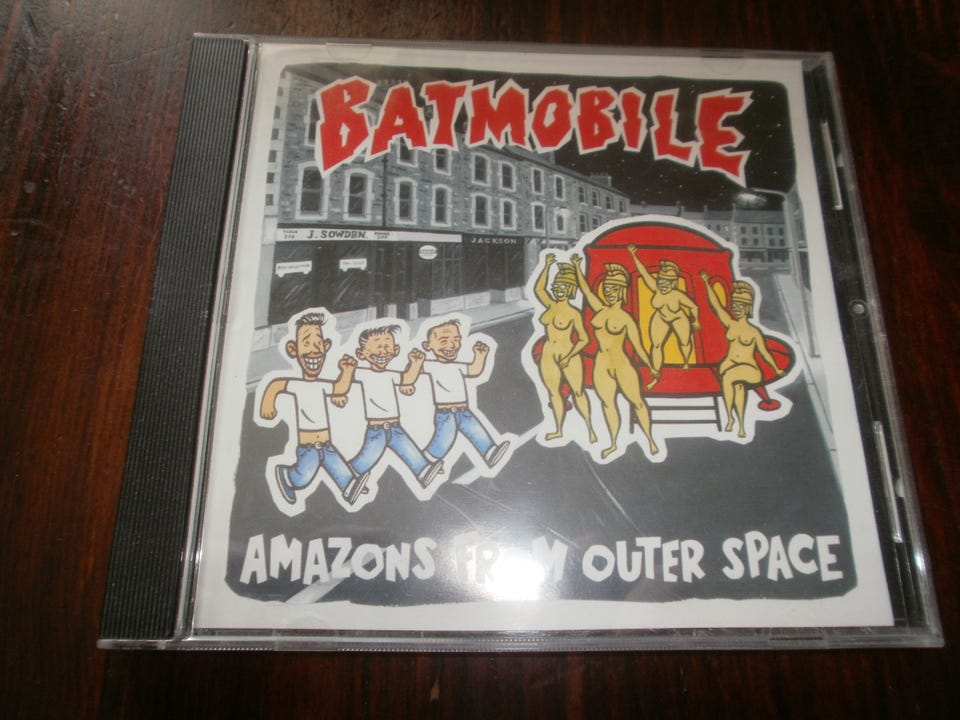 BATMOBILE
J. SOWDEN.
JACKSON
AMAZONS FROM OUTER SPACE